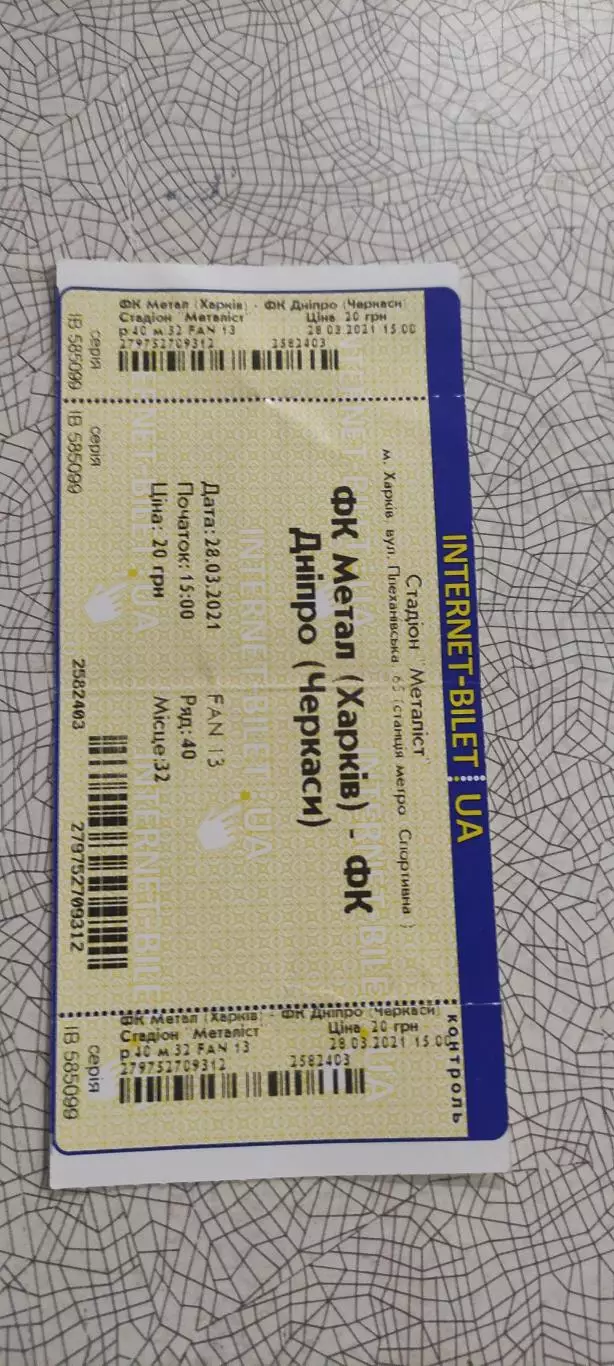 ФК Метал (Харків) - ФК Дніпро (Черкаси)
Стадіон "Металіст" Ціна 20 грн
р 40 м 32 FAN 13 28 03 2021 15 00
279752709312 2582403
серія
ІВ 585099
INTERNET-BILET UA
Стадіон "Металіст"
м. Харків вул. Плеханівська 65 (станція метро Спортивна )
ФК Метал (Харків) - ФК
Дніпро (Черкаси)
Дата: 28.03.2021 FAN 13
Початок: 15:00 Ряд: 40
Ціна: 20 грн Місце: 32
2582403 279752709312
серія
ІВ 585099
контроль
ФК Метал (Харків) - ФК Дніпро (Черкаси)
Стадіон "Металіст" Ціна 20 грн
р 40 м 32 FAN 13 28 03 2021 15 00
279752709312 2582403
серія
ІВ 585099